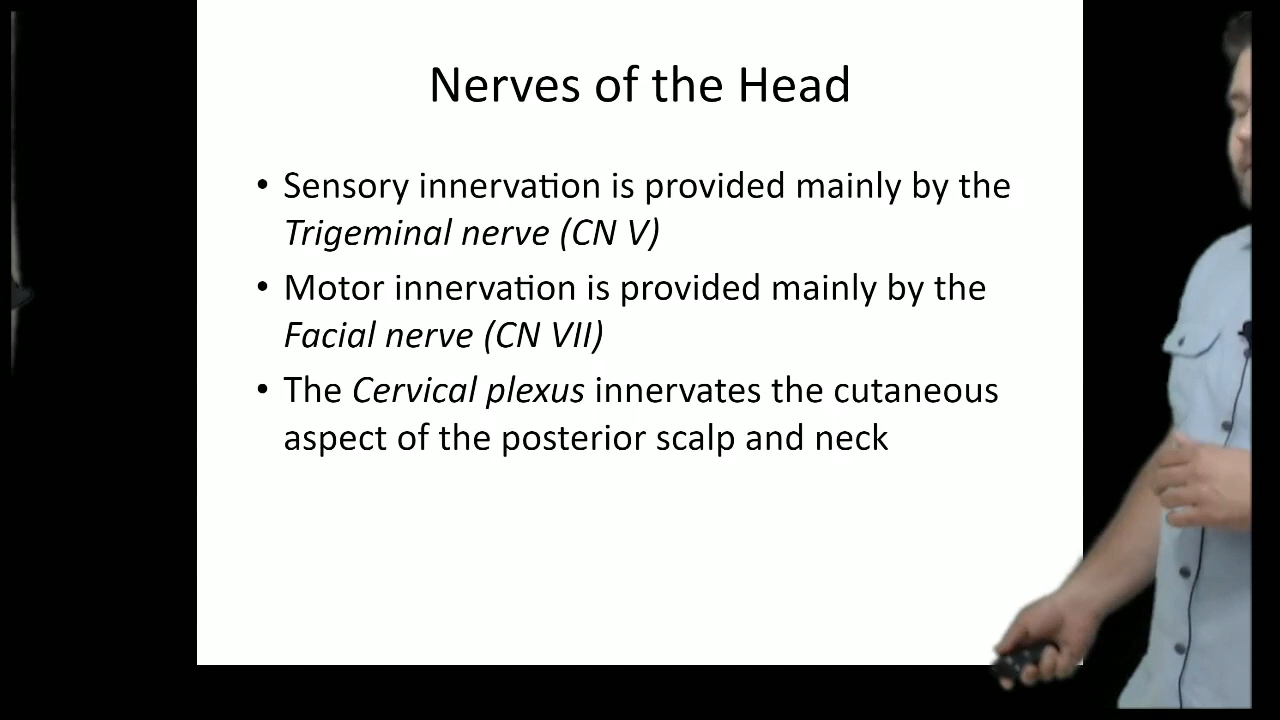 Nerves of the Head
• Sensory innervation is provided mainly by the
Trigeminal nerve (CN V)
• Motor innervation is provided mainly by the
Facial nerve (CN VII)
• The Cervical plexus innervates the cutaneous
aspect of the posterior scalp and neck